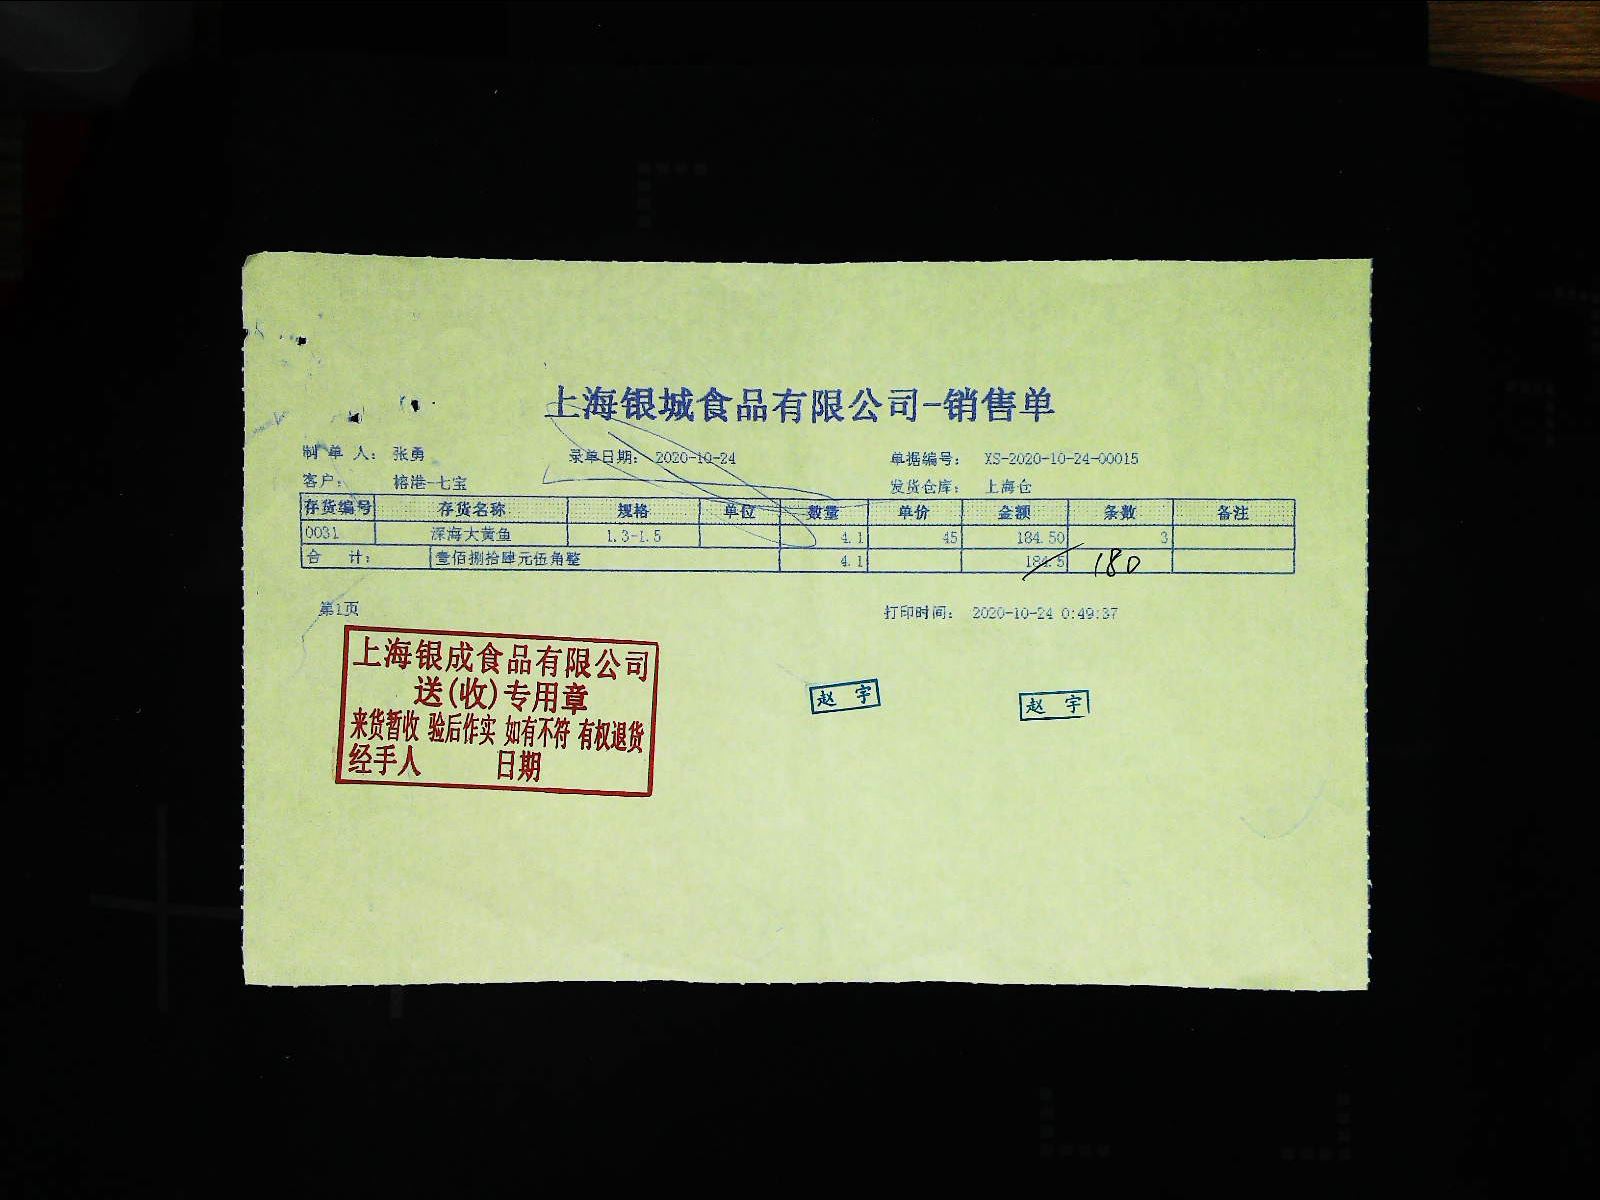 上海银城食品有限公司-销售单
制 单 人： 张勇 录单日期： 2020-10-24 单据编号： XS-2020-10-24-00015
客户： 榕港-七宝 发货仓库： 上海仓
存货编号 存货名称 规格 单位 数量 单价 金额 条数 备注
0031 深海大黄鱼 1.3-1.5 4.1 45 184.50 3
合 计： 壹佰捌拾肆元伍角整 4.1 184.5 180
第1页 打印时间： 2020-10-24 0:49:37
上海银成食品有限公司
送(收)专用章
来货暂收 验后作实 如有不符 有权退货
经手人 日期
赵 宇 赵 宇